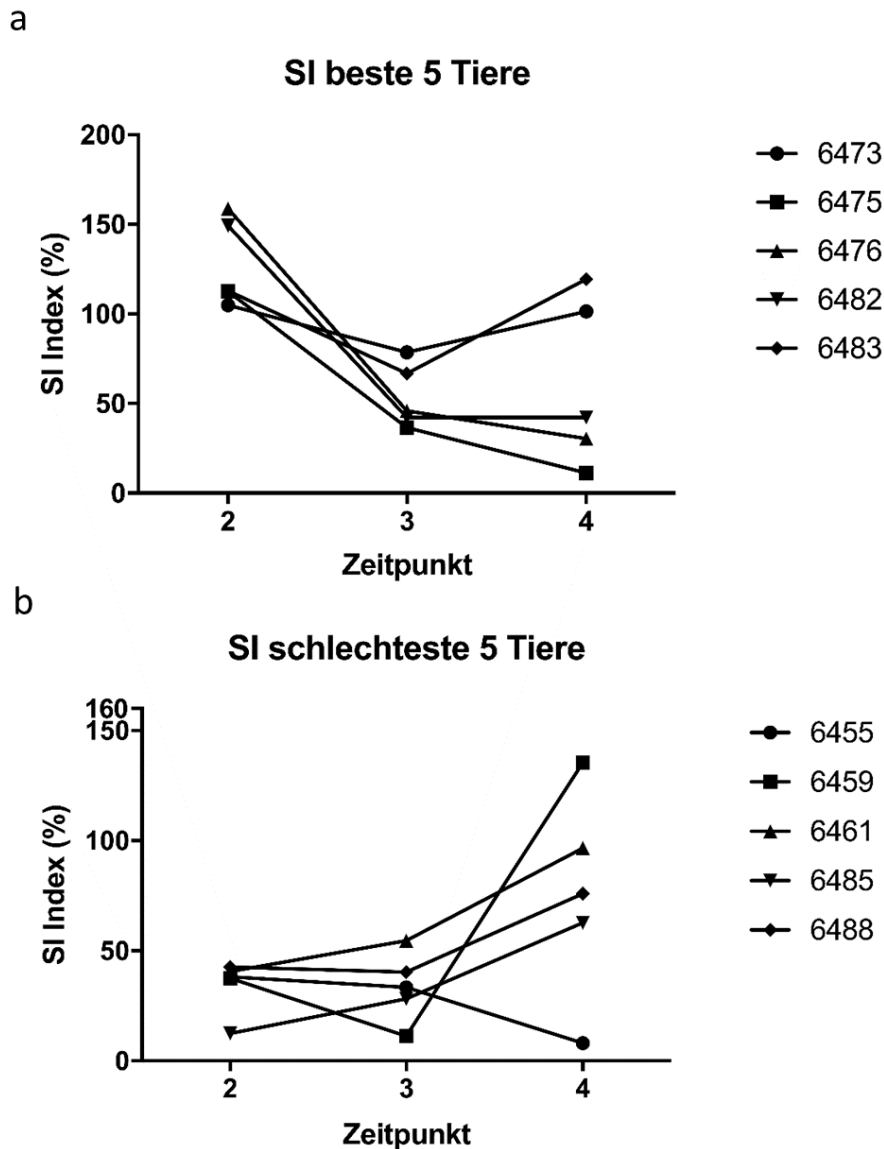 a
SI beste 5 Tiere
SI Index (%)
200
150
100
50
0
2 3 4
Zeitpunkt
6473
6475
6476
6482
6483
b
SI schlechteste 5 Tiere
SI Index (%)
160
150
100
50
0
2 3 4
Zeitpunkt
6455
6459
6461
6485
6488